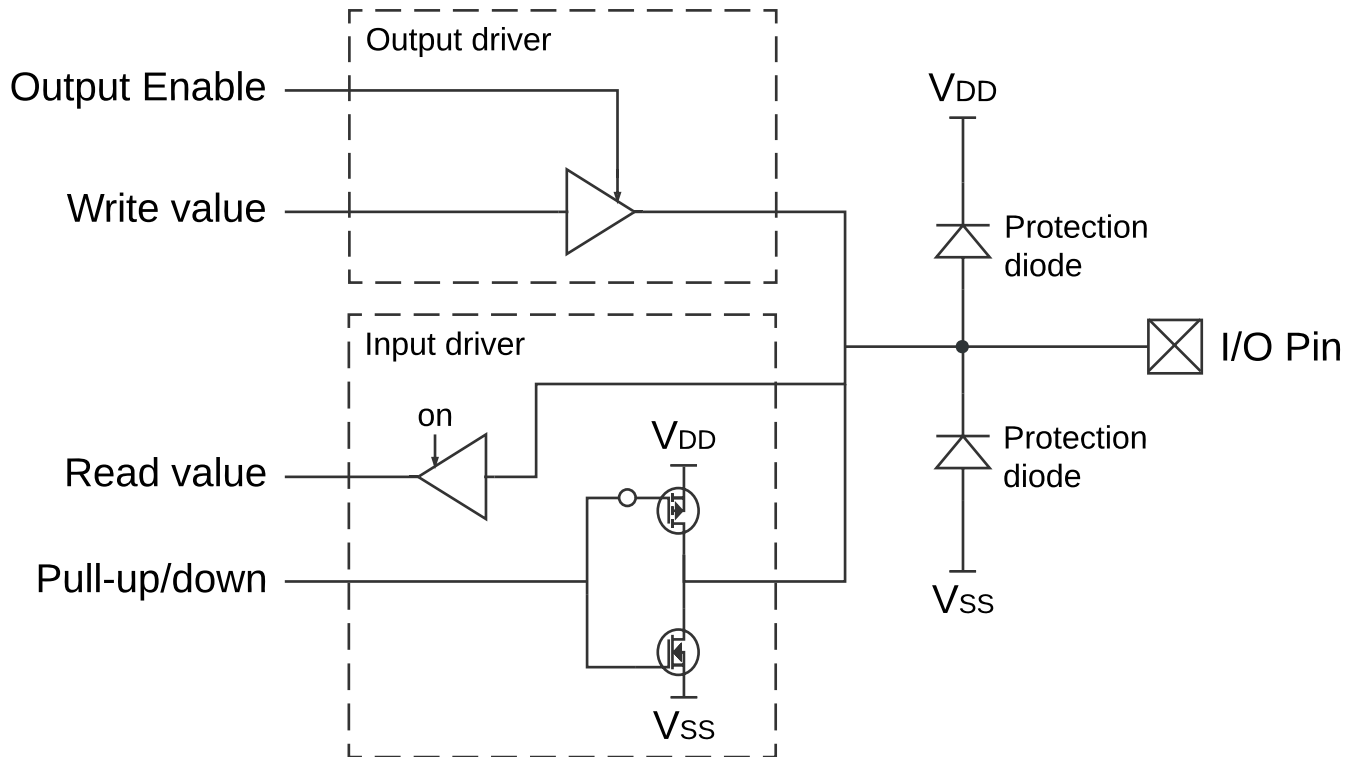 Output driver
Output Enable
VDD
Write value
Protection
diode
Input driver
I/O Pin
on
VDD
Protection
diode
Read value
Pull-up/down
VSS
VSS